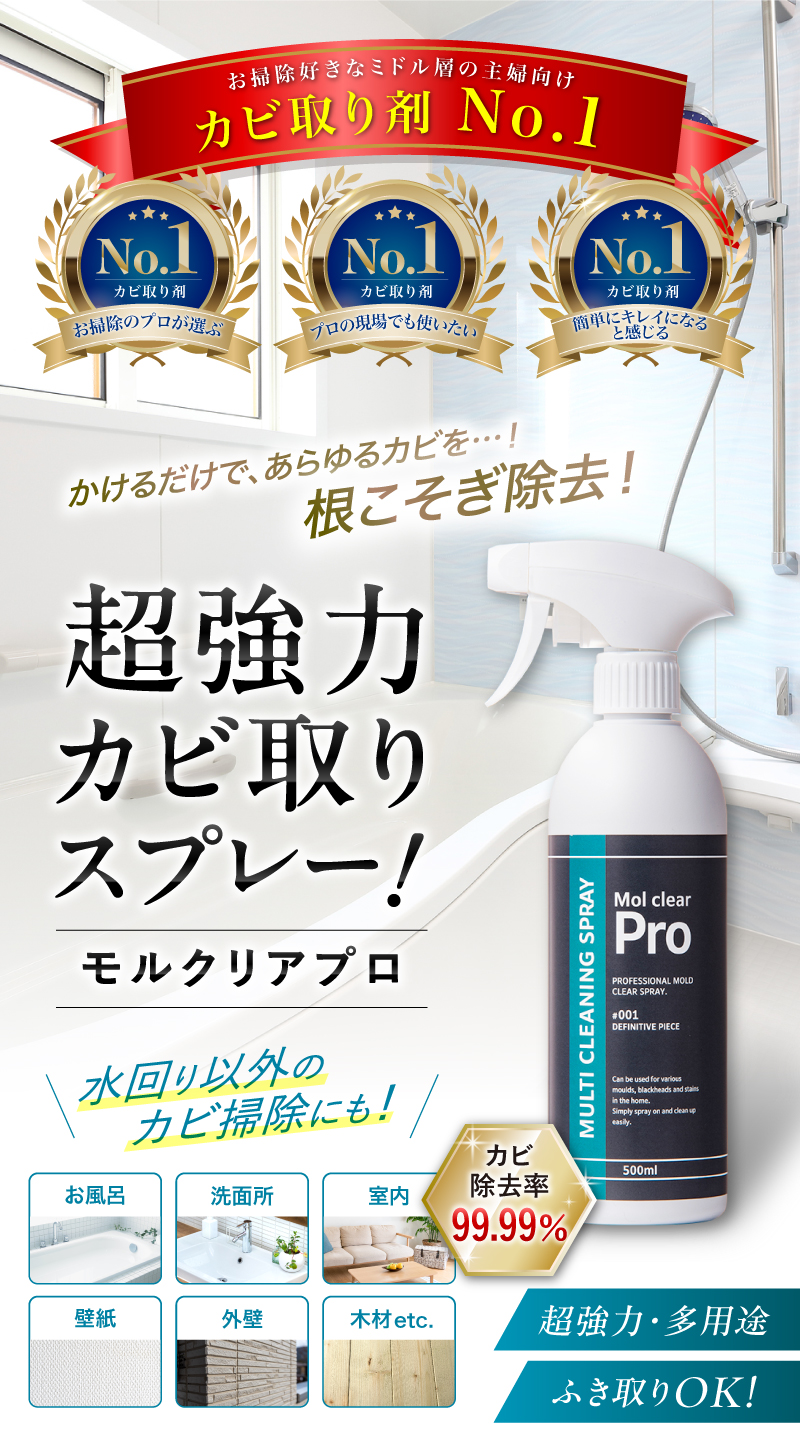 お掃除好きなミドル層の主婦向け
カビ取り剤 No.1
No.1
カビ取り剤
お掃除のプロが選ぶ
No.1
カビ取り剤
プロの現場でも使いたい
No.1
カビ取り剤
簡単にキレイになる
と感じる
かけるだけで、あらゆるカビを…!
根こそぎ除去!
超強力
カビ取り
スプレー!
モルクリアプロ
MULTI CLEANING SPRAY
Mol clear
Pro
PROFESSIONAL MOLD
CLEAR SPRAY.
#001
DEFINITIVE PIECE
Can be used for various
moulds, blackheads and stains
in the home.
Simply spray on and clean up
easily.
500ml
水回り以外の
カビ掃除にも!
お風呂
洗面所
室内
壁紙
外壁
木材etc.
カビ
除去率
99.99%
超強力・多用途
ふき取りOK!